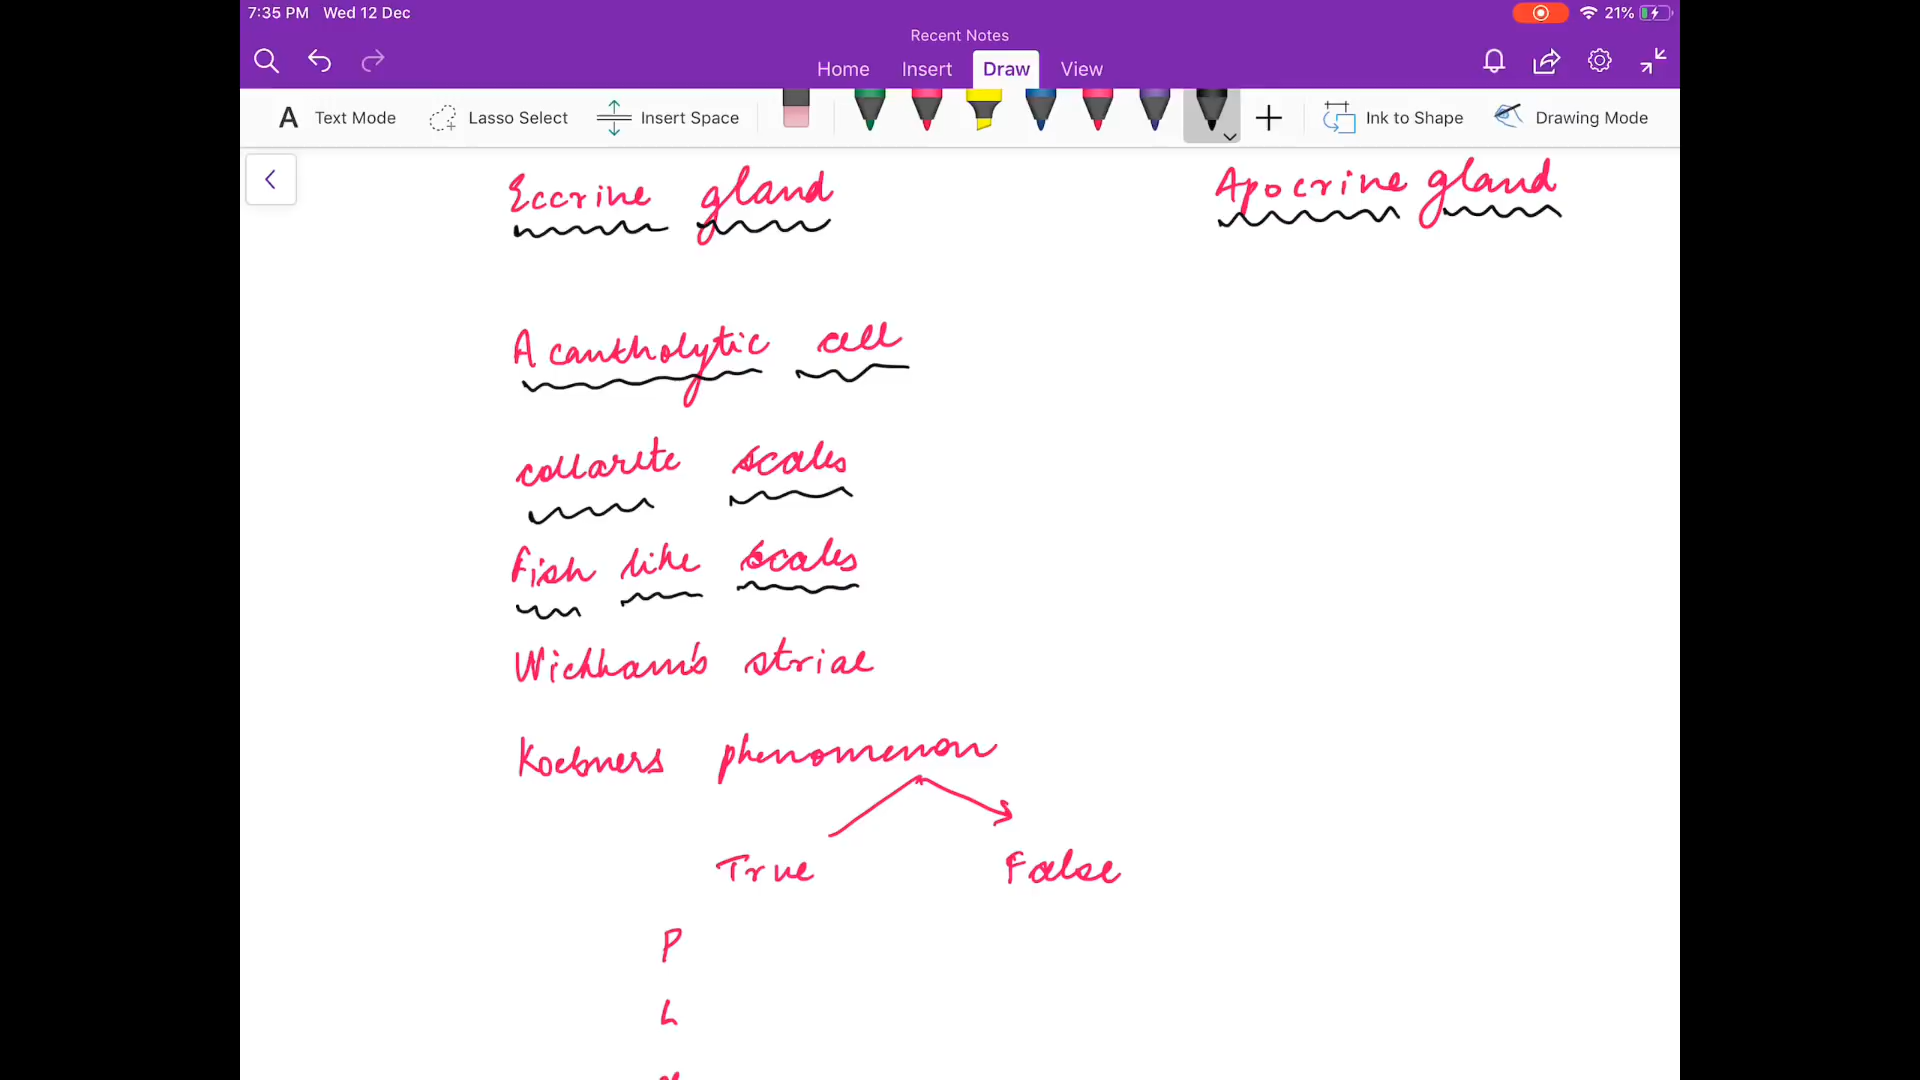 7:35 PM Wed 12 Dec
21%
Recent Notes
Home Insert Draw View
A Text Mode Lasso Select Insert Space Ink to Shape Drawing Mode
Eccrine gland Apocrine gland
Acantholytic cell
collarete scales
Fish like scales
Wickham's striae
Koebners phenomenon
True False
P
L